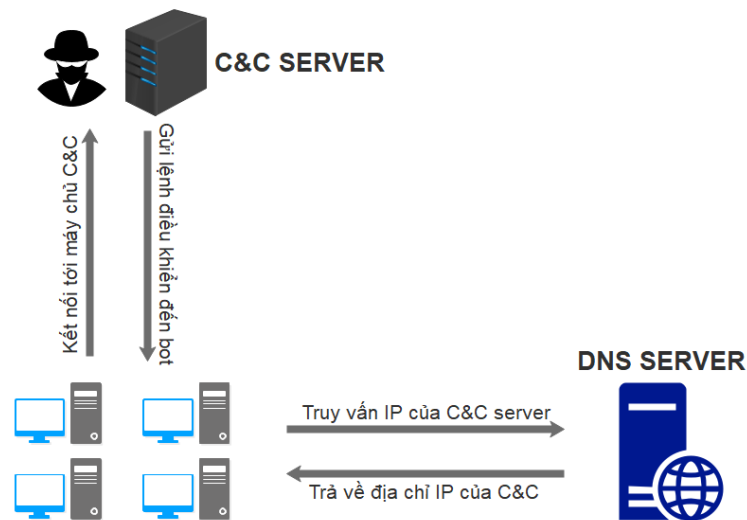 C&C SERVER
Kết nối tới máy chủ C&C
Gửi lệnh điều khiển đến bot
DNS SERVER
Truy vấn IP của C&C server
Trả về địa chỉ IP của C&C